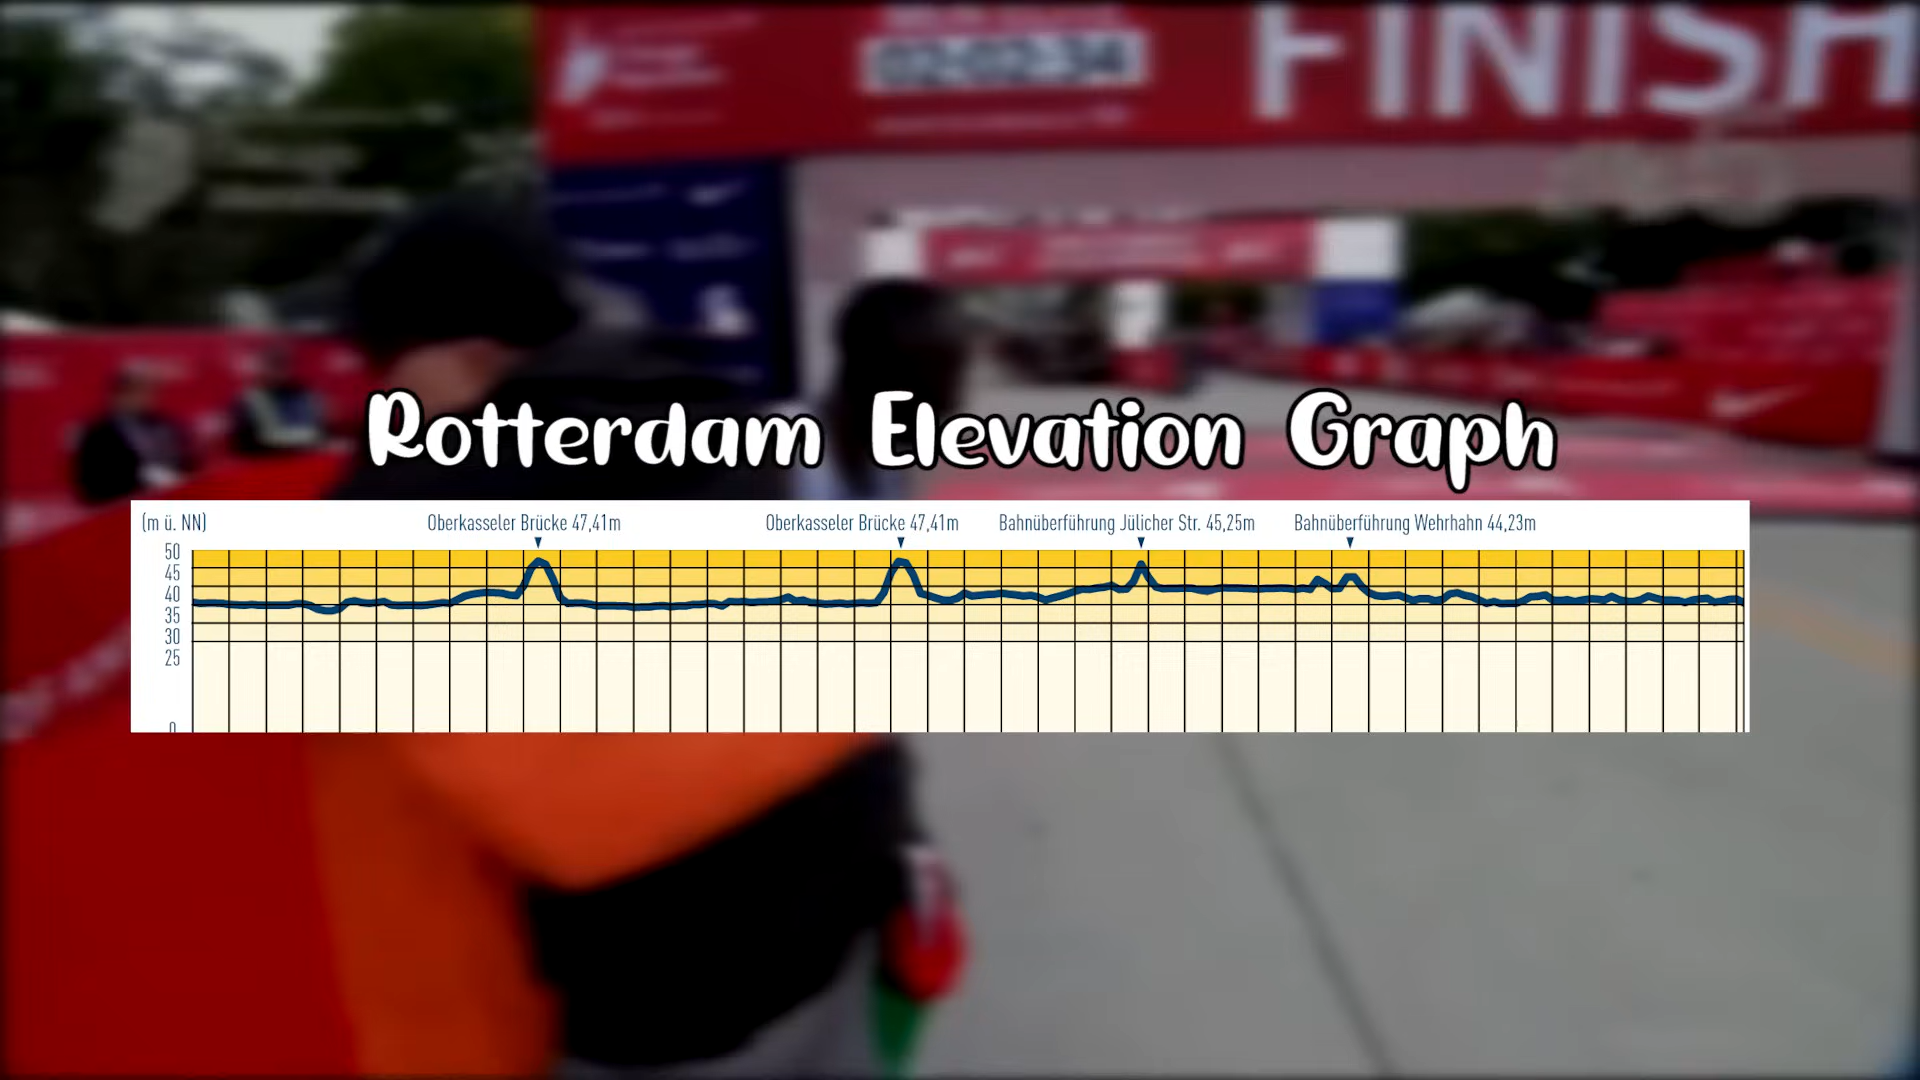 FINISH
Rotterdam Elevation Graph
(m ü. NN)
Oberkasseler Brücke 47,41m
Oberkasseler Brücke 47,41m
Bahnüberführung Jülicher Str. 45,25m
Bahnüberführung Wehrhahn 44,23m
50
45
40
35
30
25
0